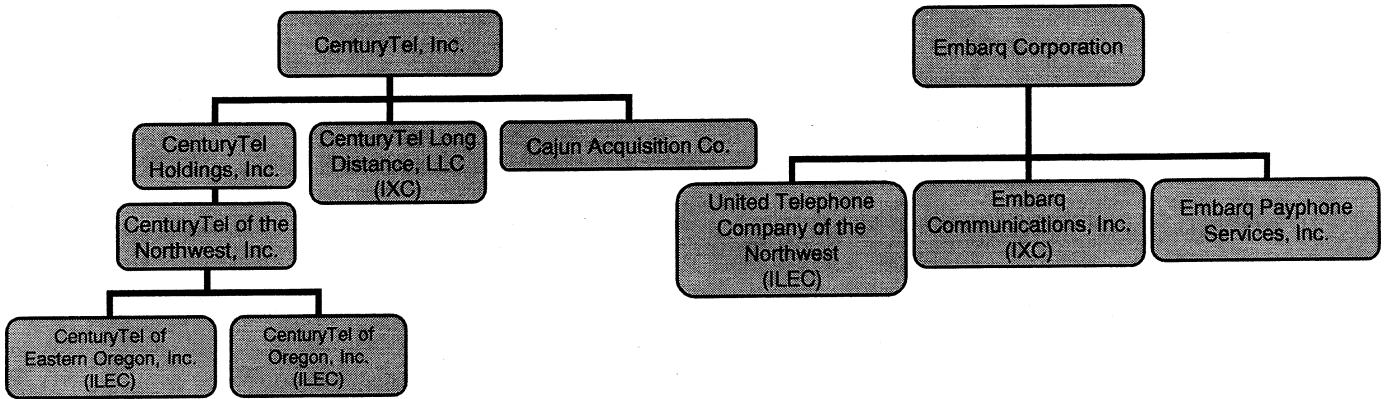 CenturyTel, Inc.
Embarq Corporation
CenturyTel
Holdings, Inc.
CenturyTel Long
Distance, LLC
(IXC)
Cajun Acquisition Co.
CenturyTel of the
Northwest, Inc.
CenturyTel of
Eastern Oregon, Inc.
(ILEC)
CenturyTel of
Oregon, Inc.
(ILEC)
United Telephone
Company of the
Northwest
(ILEC)
Embarq
Communications, Inc.
(IXC)
Embarq Payphone
Services, Inc.